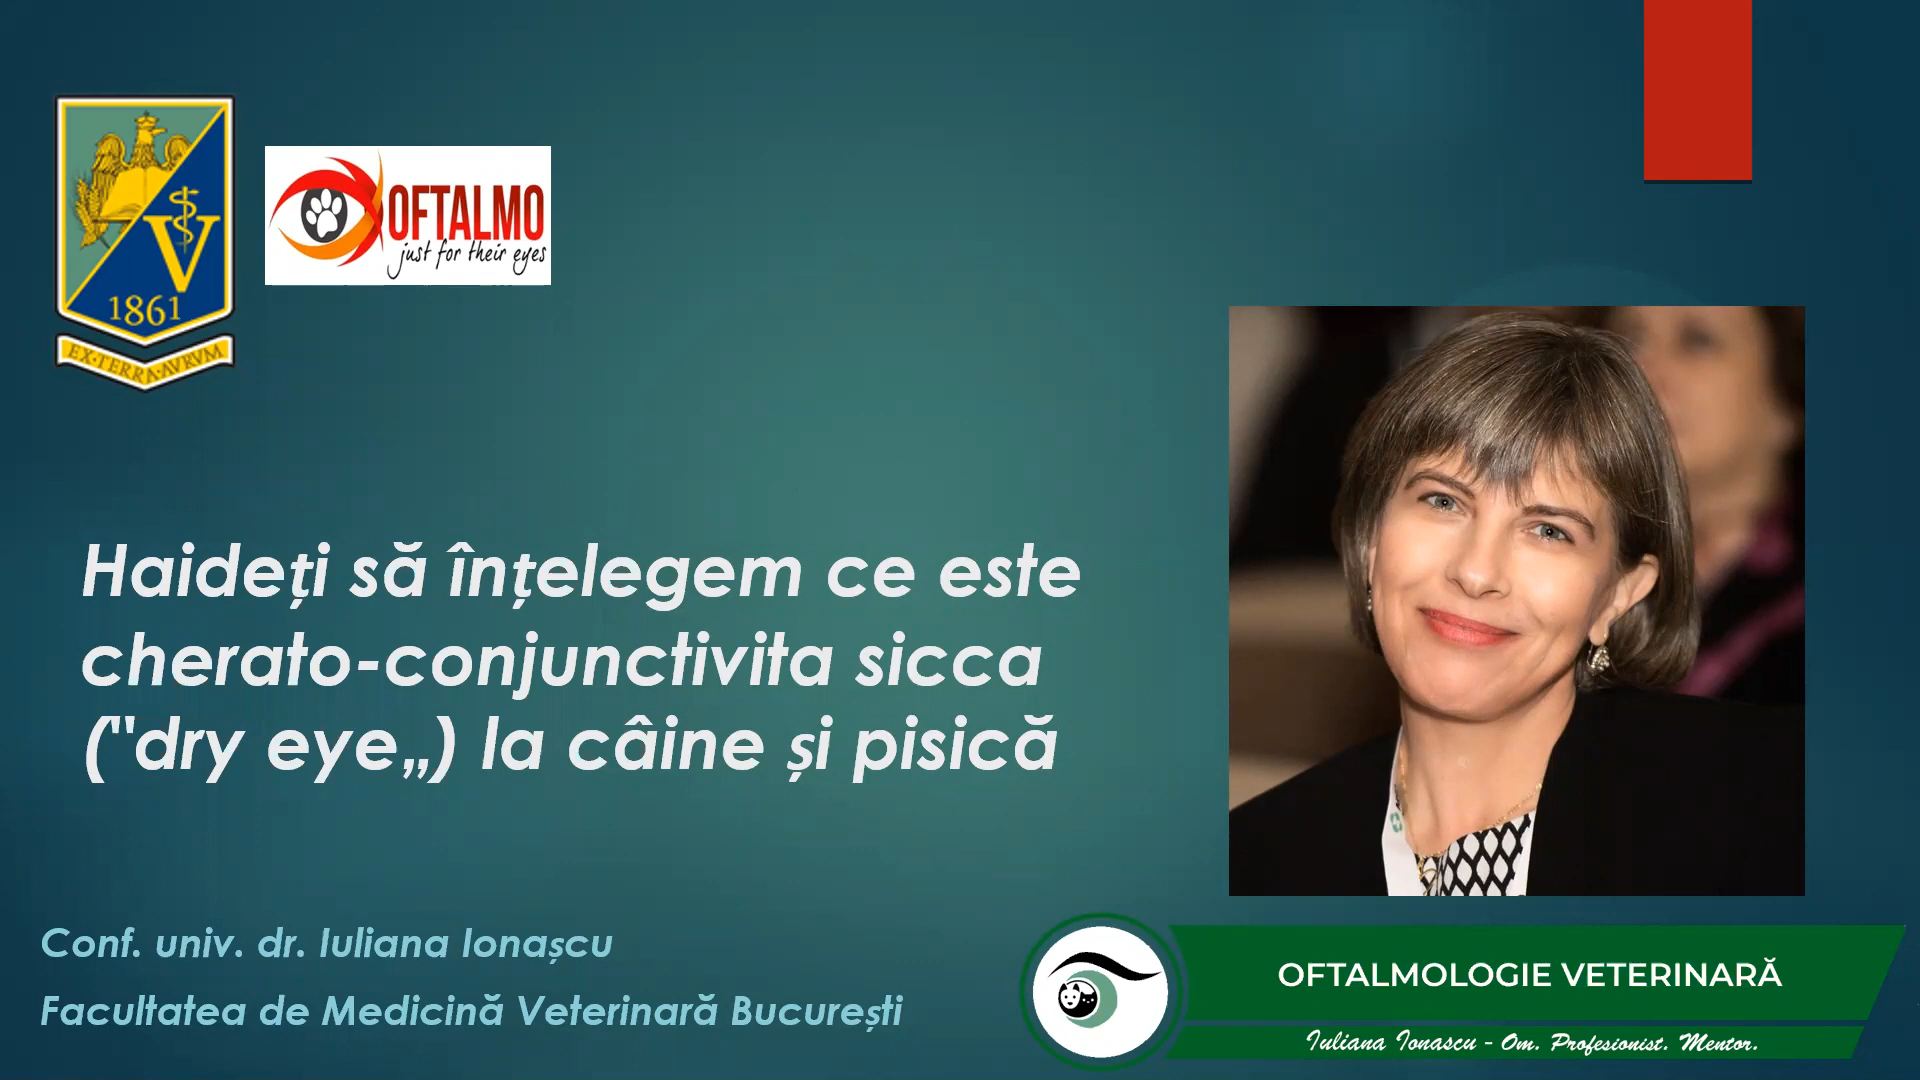 V
1861
EX·TERRA·AVRVM
OFTALMO
just for their eyes
Haideți să înțelegem ce este
cherato-conjunctivita sicca
("dry eye„) la câine și pisică
Conf. univ. dr. Iuliana Ionașcu
Facultatea de Medicină Veterinară București
OFTALMOLOGIE VETERINARĂ
Iuliana Ionascu - Om. Profesionist. Mentor.